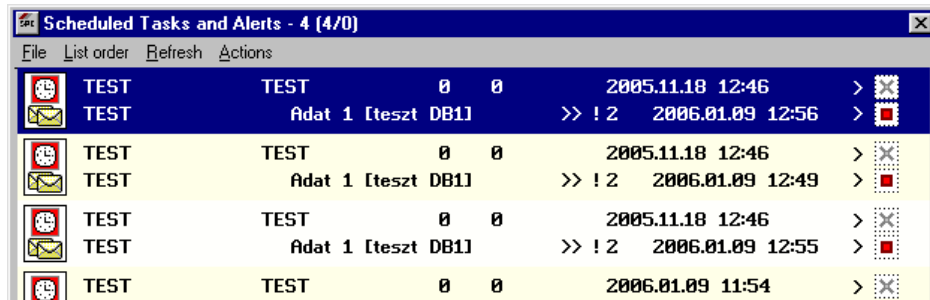 SPC Scheduled Tasks and Alerts - 4 (4/0)
File List order Refresh Actions
TEST TEST 0 0 2005.11.18 12:46 >
TEST Adat 1 [teszt DB1] >> ! 2 2006.01.09 12:56 >
TEST TEST 0 0 2005.11.18 12:46 >
TEST Adat 1 [teszt DB1] >> ! 2 2006.01.09 12:49 >
TEST TEST 0 0 2005.11.18 12:46 >
TEST Adat 1 [teszt DB1] >> ! 2 2006.01.09 12:55 >
TEST TEST 0 0 2006.01.09 11:54 >